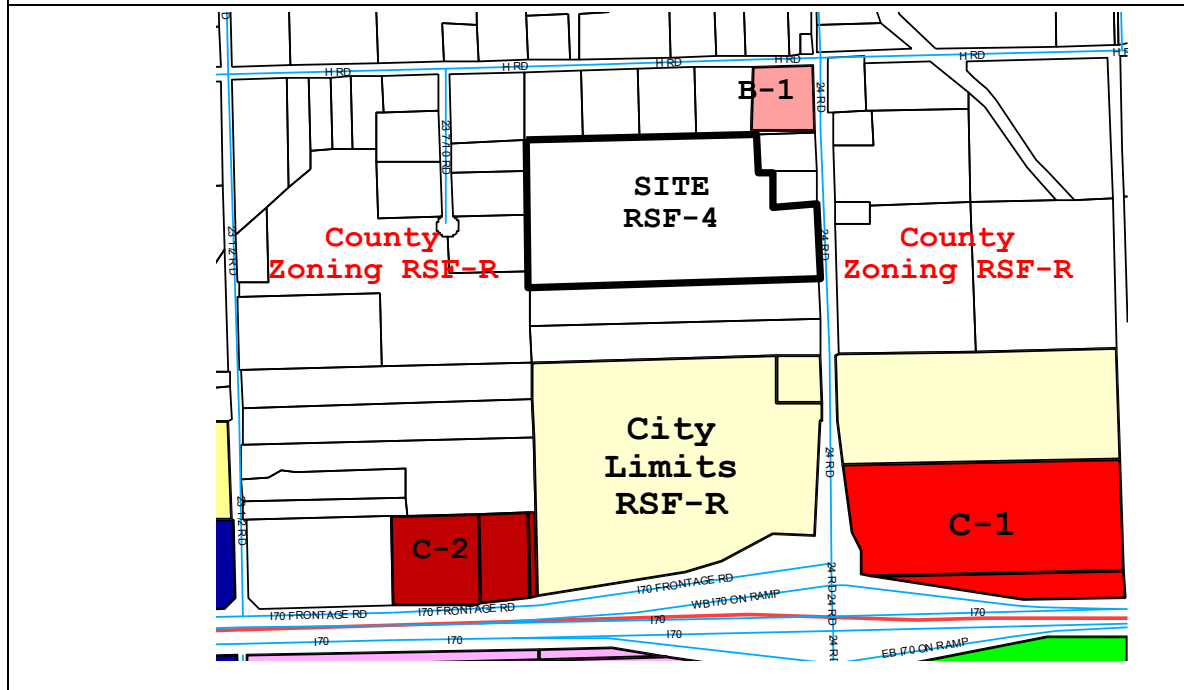 H RD
H RD
H RD
H RD
B-1
24 RD
23 7/10 RD
SITE
RSF-4
County
Zoning RSF-R
County
Zoning RSF-R
23 1/2 RD
24 RD
City
Limits
RSF-R
24 RD
C-1
C-2
23 1/2 RD
I70 FRONTAGE RD
I70 FRONTAGE RD
I70 FRONTAGE RD
WB I70 ON RAMP
24 RD
24 RD
24 RD
I70
I70
I70
I70
I70
EB I70 ON RAMP